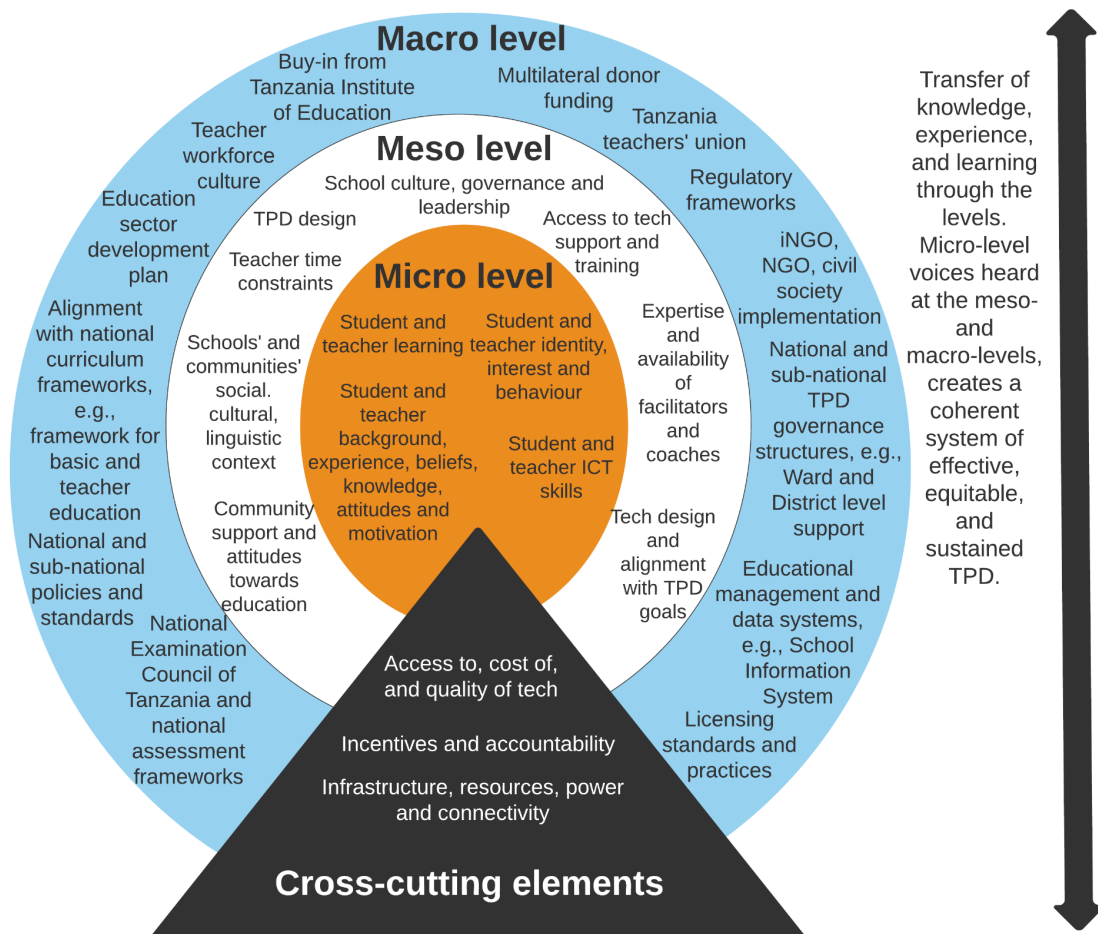 Macro level
Buy-in from
Tanzania Institute
of Education
Multilateral donor
funding
Tanzania
teachers' union
Teacher
workforce
culture
Regulatory
frameworks
Education
sector
development
plan
iNGO,
NGO, civil
society
implementation
Alignment
with national
curriculum
frameworks,
e.g.,
framework for
basic and
teacher
education
National and
sub-national
TPD
governance
structures, e.g.,
Ward and
District level
support
National and
sub-national
policies and
standards
Educational
management and
data systems,
e.g., School
Information
System
National
Examination
Council of
Tanzania and
national
assessment
frameworks
Licensing
standards and
practices
Meso level
School culture, governance and
leadership
TPD design
Access to tech
support and
training
Teacher time
constraints
Expertise
and
availability
of
facilitators
and
coaches
Schools' and
communities'
social.
cultural,
linguistic
context
Community
support and
attitudes
towards
education
Tech design
and
alignment
with TPD
goals
Micro level
Student and
teacher learning
Student and
teacher identity,
interest and
behaviour
Student and
teacher
background,
experience, beliefs,
knowledge,
attitudes and
motivation
Student and
teacher ICT
skills
Access to, cost of,
and quality of tech
Incentives and accountability
Infrastructure, resources, power
and connectivity
Cross-cutting elements
Transfer of
knowledge,
experience,
and learning
through the
levels.
Micro-level
voices heard
at the meso-
and
macro-levels,
creates a
coherent
system of
effective,
equitable,
and
sustained
TPD.